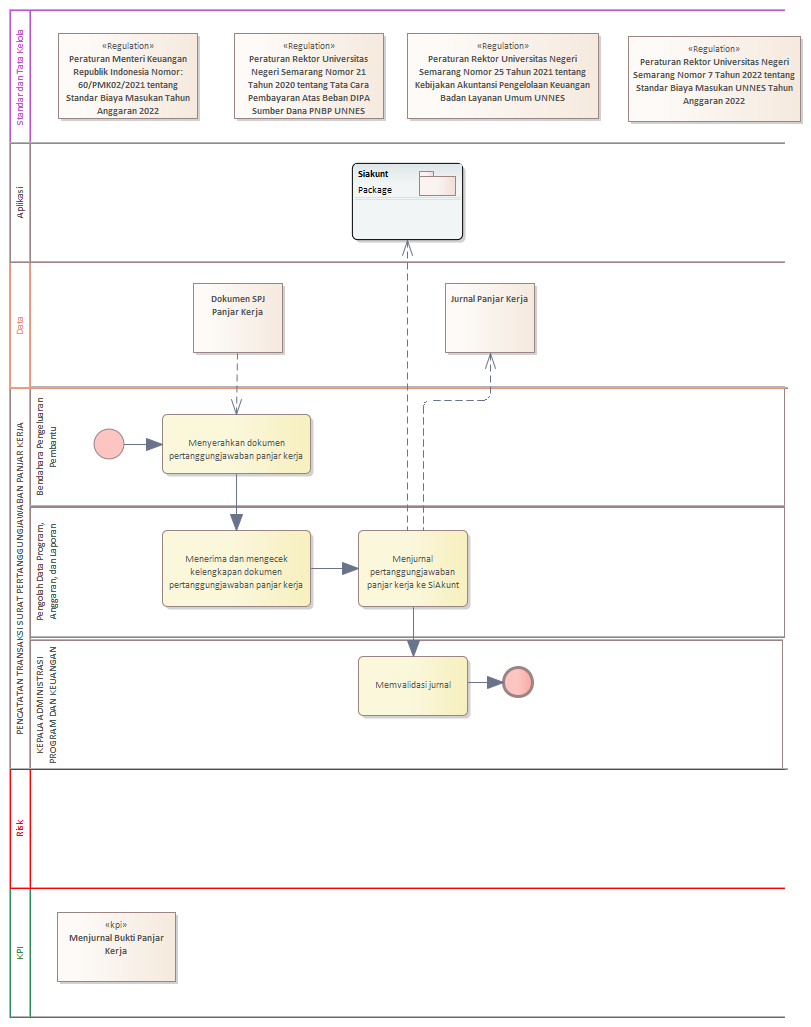 Standar dan Tata Kelola
«Regulation»
Peraturan Menteri Keuangan
Republik Indonesia Nomor:
60/PMK02/2021 tentang
Standar Biaya Masukan Tahun
Anggaran 2022
«Regulation»
Peraturan Rektor Universitas
Negeri Semarang Nomor 21
Tahun 2020 tentang Tata Cara
Pembayaran Atas Beban DIPA
Sumber Dana PNBP UNNES
«Regulation»
Peraturan Rektor Universitas Negeri
Semarang Nomor 25 Tahun 2021 tentang
Kebijakan Akuntansi Pengelolaan Keuangan
Badan Layanan Umum UNNES
«Regulation»
Peraturan Rektor Universitas Negeri
Semarang Nomor 7 Tahun 2022 tentang
Standar Biaya Masukan UNNES Tahun
Anggaran 2022
Aplikasi
Siakunt
Package
Data
Dokumen SPJ
Panjar Kerja
Jurnal Panjar Kerja
PENCATATAN TRANSAKSI SURAT PERTANGGUNGJAWABAN PANJAR KERJA
Bendahara Pengeluaran
Pembantu
Menyerahkan dokumen
pertanggungjawaban panjar kerja
Pengolah Data Program,
Anggaran, dan Laporan
Menerima dan mengecek
kelengkapan dokumen
pertanggungjawaban panjar kerja
Menjurnal
pertanggungjawaban
panjar kerja ke SiAkunt
KEPALA ADMINISTRASI
PROGRAM DAN KEUANGAN
Memvalidasi jurnal
Risk
KPI
«kpi»
Menjurnal Bukti Panjar
Kerja